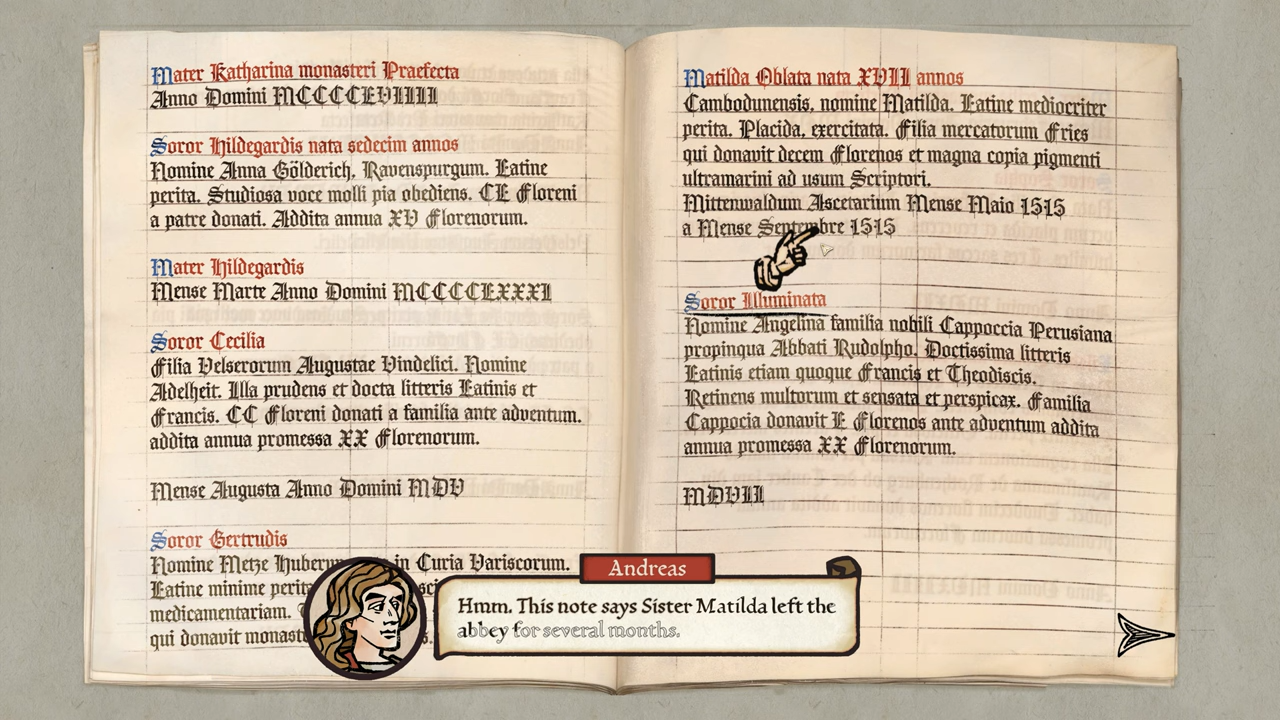 Mater Katharina monasteri Praefecta
Anno Domini MCCCCLVIIII
Soror Hildegardis nata sedecim annos
Nomine Anna Gölderich, Ravenspurgum. Latine
perita. Studiosa voce molli pia obediens. CL Floreni
a patre donati. Addita annua XV Florenorum.
Mater Hildegardis
Mense Marte Anno Domini MCCCCLXXXI
Soror Cecilia
Filia Velserorum Augustae Vindelici. Nomine
Adelheit. Illa prudens et docta litteris Latinis et
Francis. CC Floreni donati a familia ante adventum.
addita annua promessa XX Florenorum.
Mense Augusta Anno Domini MDV
Soror Gertrudis
Nomine Metze in Curia Variscorum.
Latine minime
medicamentariam.
qui donavit
Matilda Oblata nata XVII annos
Cambodunensis, nomine Matilda. Latine mediocriter
perita. Placida, exercitata. Filia mercatorum Fries
qui donavit decem Florenos et magna copia pigmenti
ultramarini ad usum Scriptori.
Mittenwaldum Ascetarium Mense Maio 1515
a Mense Septembre 1515
Soror Illuminata
Nomine Angelina familia nobili Cappoccia Perusiana
propinqua Abbati Rudolpho. Doctissima litteris
Latinis etiam quoque Francis et Theodiscis.
Retinens multorum et sensata et perspicax. Familia
Cappocia donavit L Florenos ante adventum addita
annua promessa XX Florenorum.
MDVII
Andreas
Hmm. This note says Sister Matilda left the
abbey for several months.